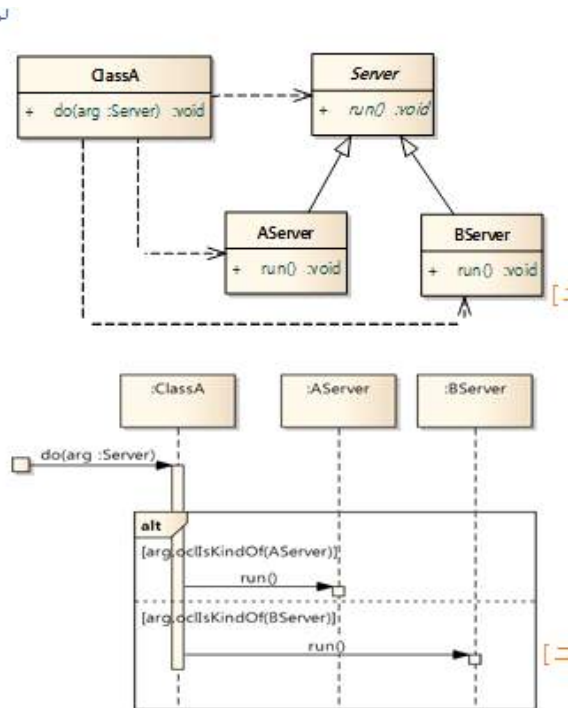 ClassA
+ do(arg :Server) :void
Server
+ run() :void
AServer
+ run() :void
BServer
+ run() :void
:ClassA
:AServer
:BServer
do(arg :Server)
alt
[arg.oclIsKindOf(AServer)]
run()
[arg.oclIsKindOf(BServer)]
run()